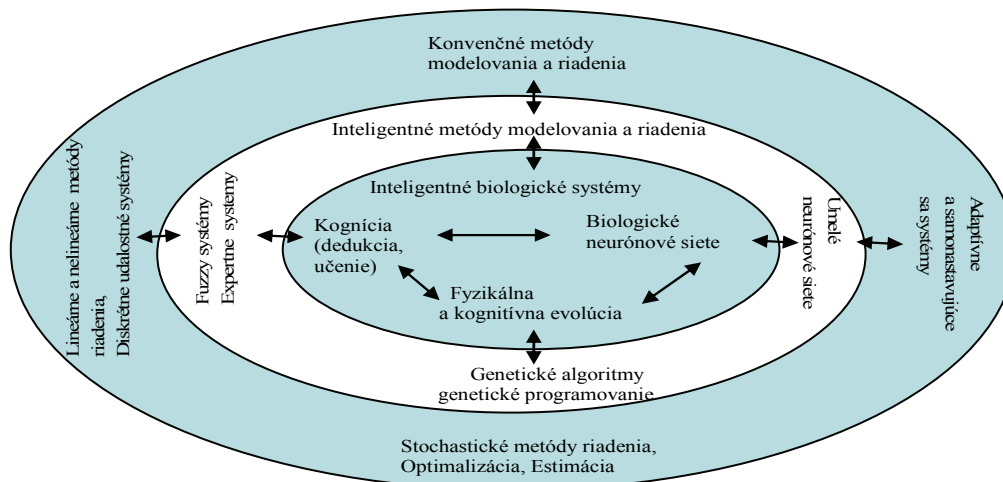 Konvenčné metódy
modelovania a riadenia
Inteligentné metódy modelovania a riadenia
Inteligentné biologické systémy
Lineárne a nelineárne metódy
riadenia,
Diskrétne udalostné systémy
Fuzzy systémy
Expertne systemy
Kognícia
(dedukcia,
učenie)
Biologické
neurónové siete
Umelé
neurónové siete
Adaptívne
a samonastavujúce
sa systémy
Fyzikálna
a kognitívna evolúcia
Genetické algoritmy
genetické programovanie
Stochastické metódy riadenia,
Optimalizácia, Estimácia